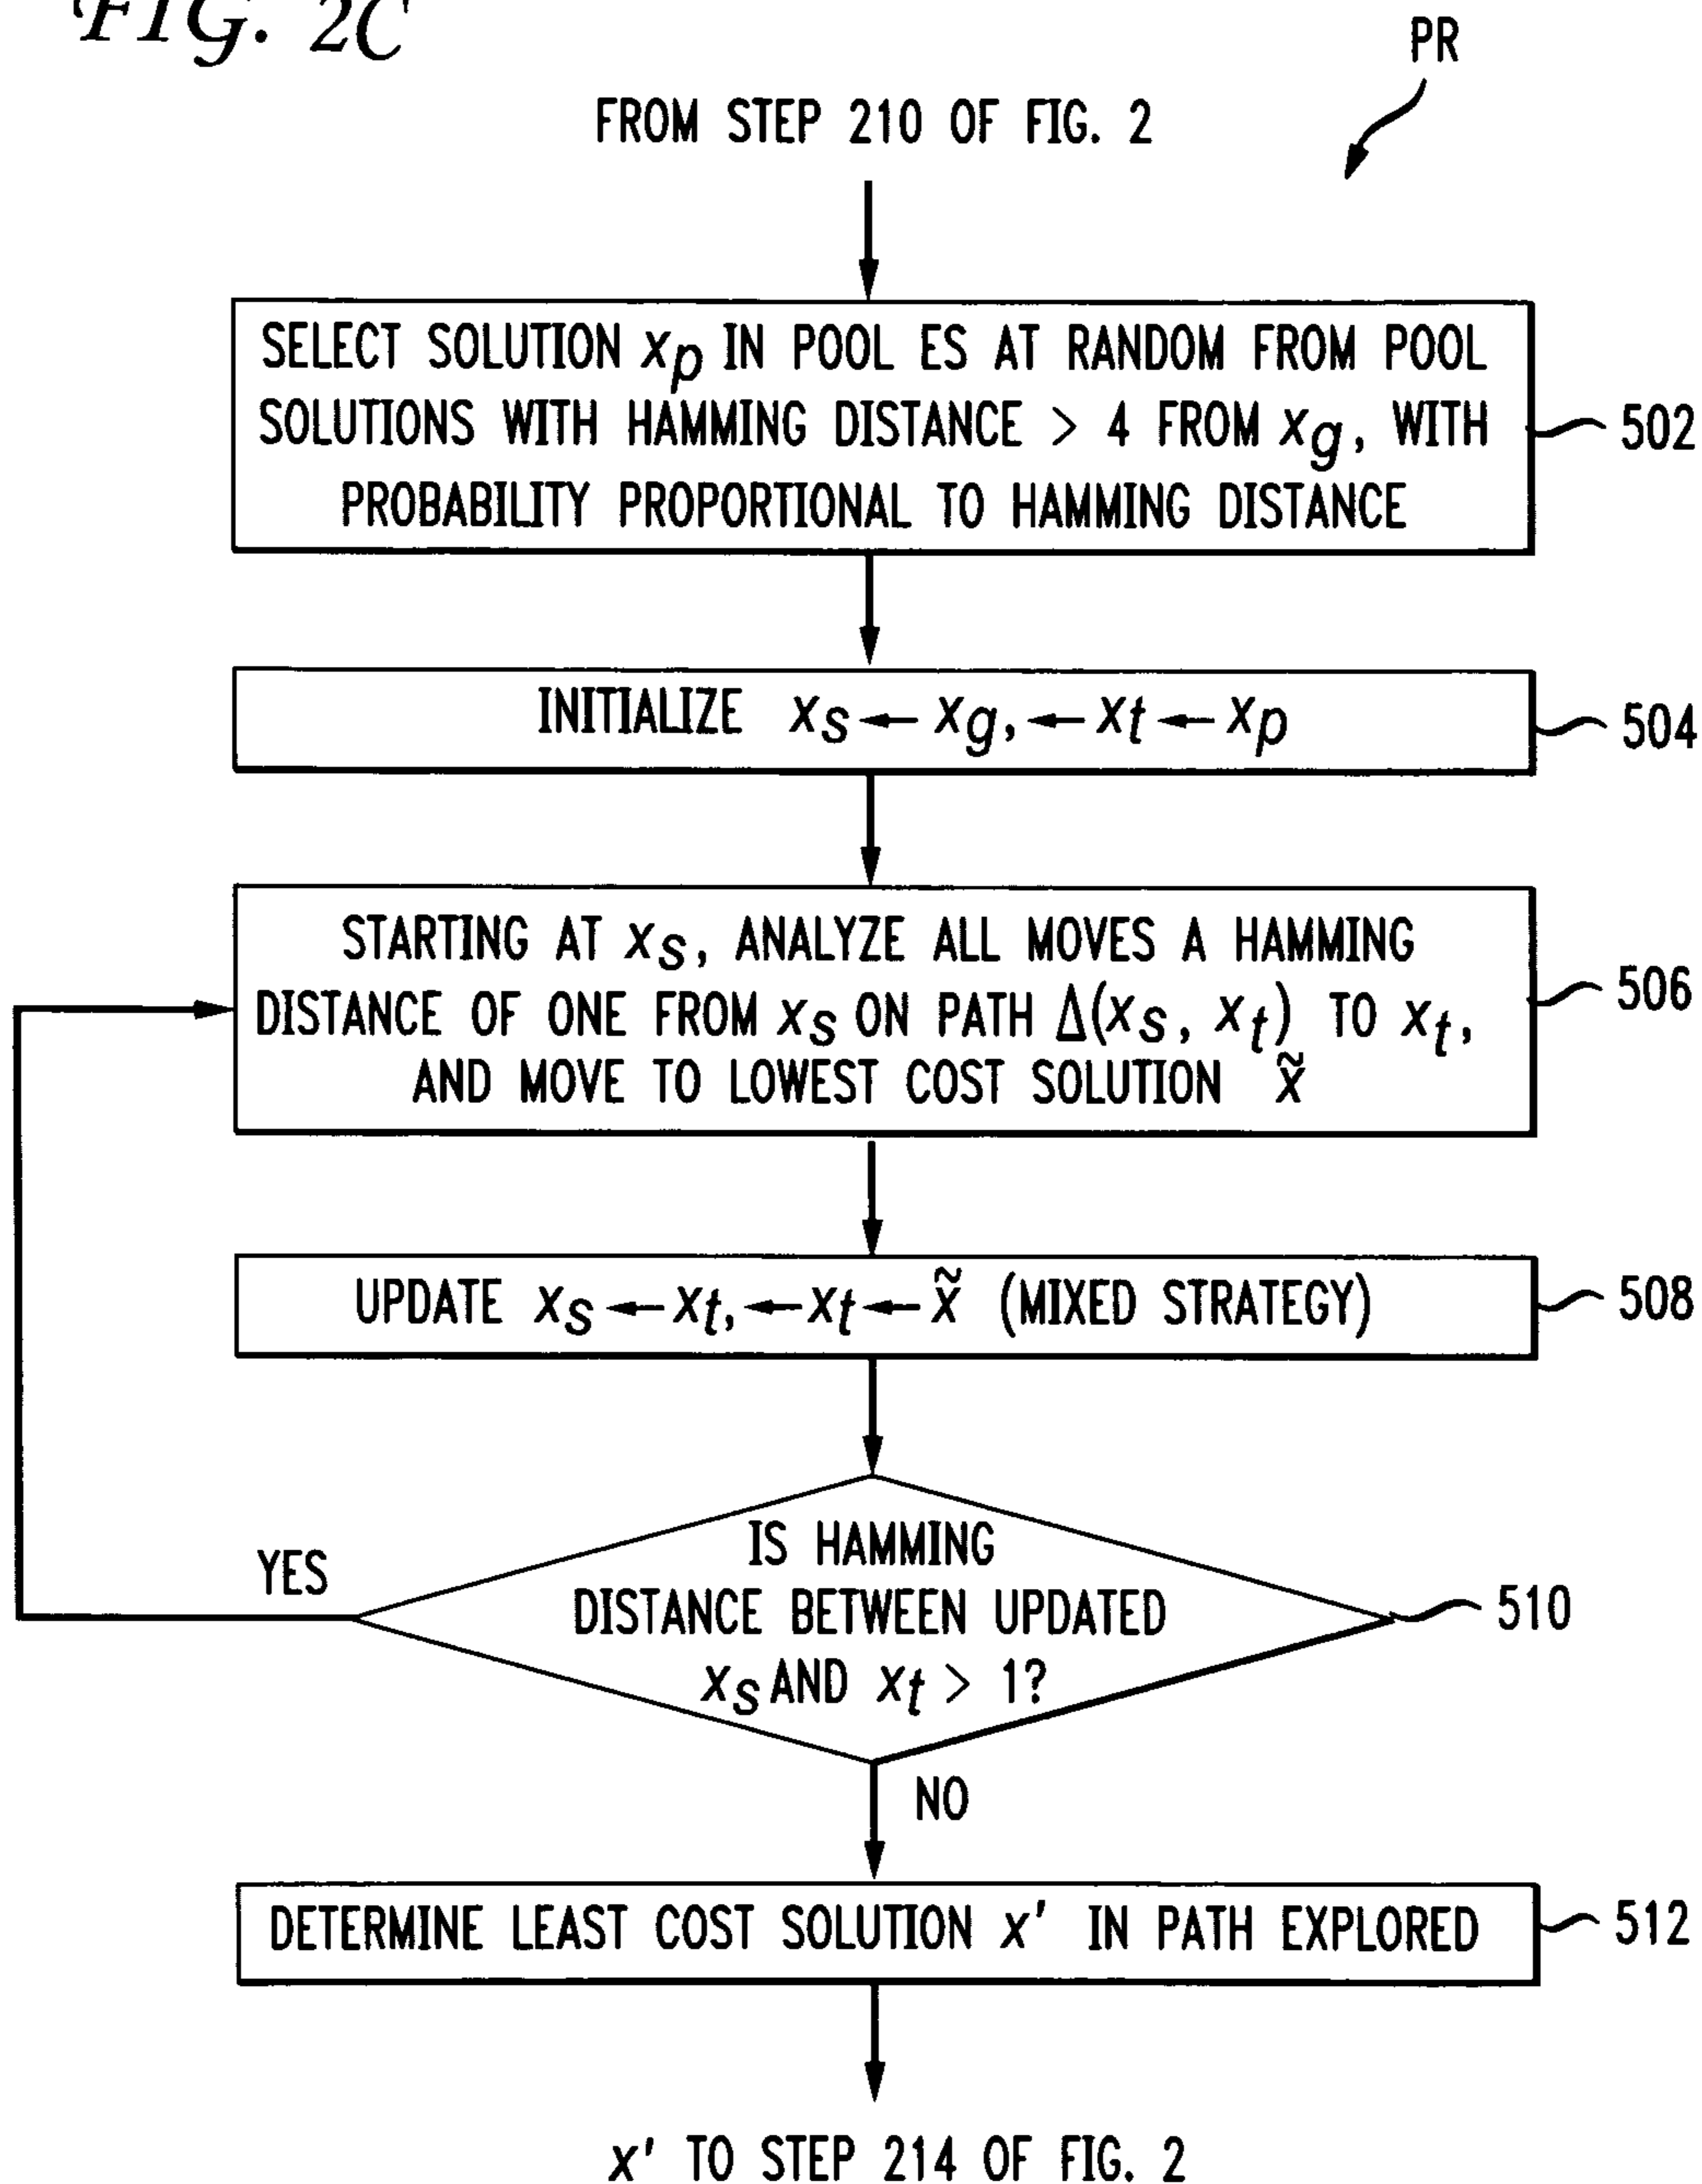 FIG. 2C
PR
FROM STEP 210 OF FIG. 2
SELECT SOLUTION xp IN POOL ES AT RANDOM FROM POOL
SOLUTIONS WITH HAMMING DISTANCE > 4 FROM xg, WITH
PROBABILITY PROPORTIONAL TO HAMMING DISTANCE
502
INITIALIZE xs ← xg, ← xt ← xp
504
STARTING AT xs, ANALYZE ALL MOVES A HAMMING
DISTANCE OF ONE FROM xs ON PATH Δ(xs, xt) TO xt,
AND MOVE TO LOWEST COST SOLUTION x̃
506
UPDATE xs ← xt, ← xt ← x̃ (MIXED STRATEGY)
508
IS HAMMING
DISTANCE BETWEEN UPDATED
xs AND xt > 1?
510
YES
NO
DETERMINE LEAST COST SOLUTION x' IN PATH EXPLORED
512
x' TO STEP 214 OF FIG. 2